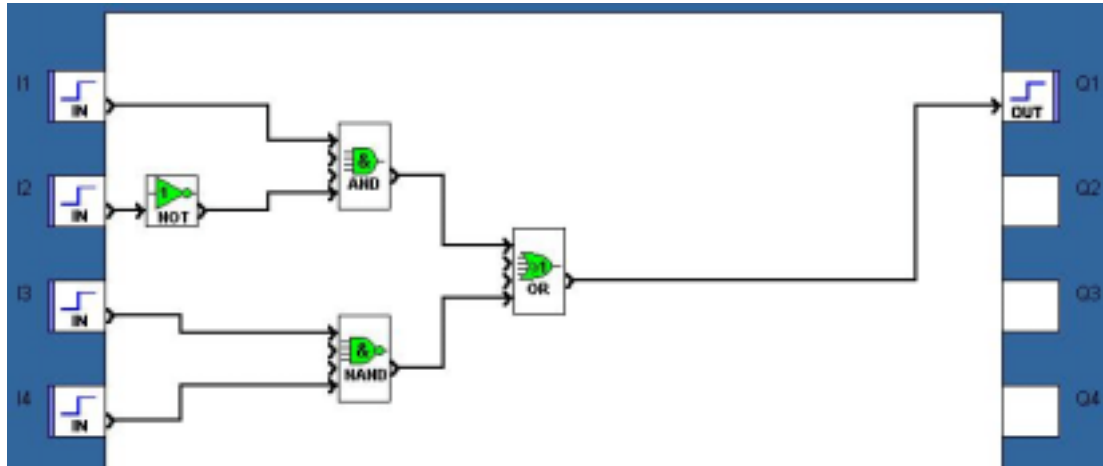 I1
IN
Q1
OUT
&
AND
I2
IN
1
NOT
Q2
>1
OR
I3
IN
Q3
&
NAND
I4
IN
Q4